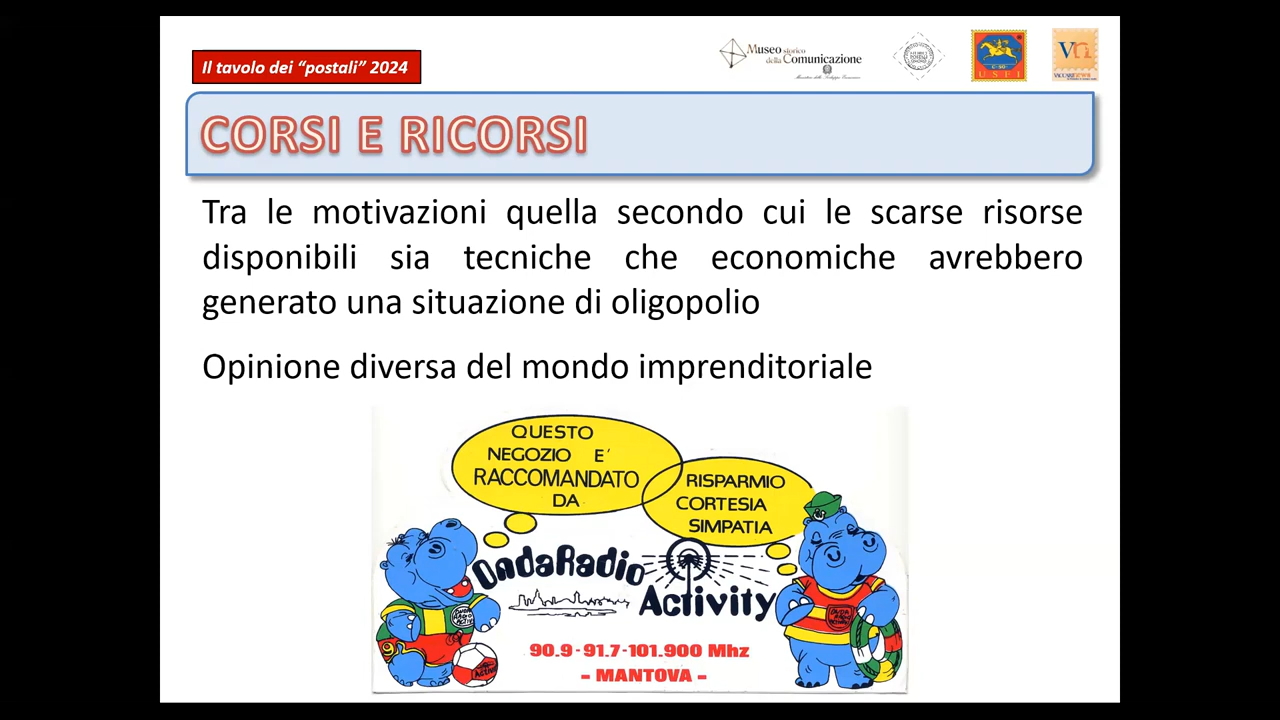 Il tavolo dei “postali” 2024
Museo storico
della Comunicazione
USFI
Vn
CORSI E RICORSI
Tra le motivazioni quella secondo cui le scarse risorse
disponibili sia tecniche che economiche avrebbero
generato una situazione di oligopolio
Opinione diversa del mondo imprenditoriale
QUESTO
NEGOZIO E'
RACCOMANDATO
DA
RISPARMIO
CORTESIA
SIMPATIA
OndaRadio
Activity
90.9-91.7-101.900 Mhz
- MANTOVA -